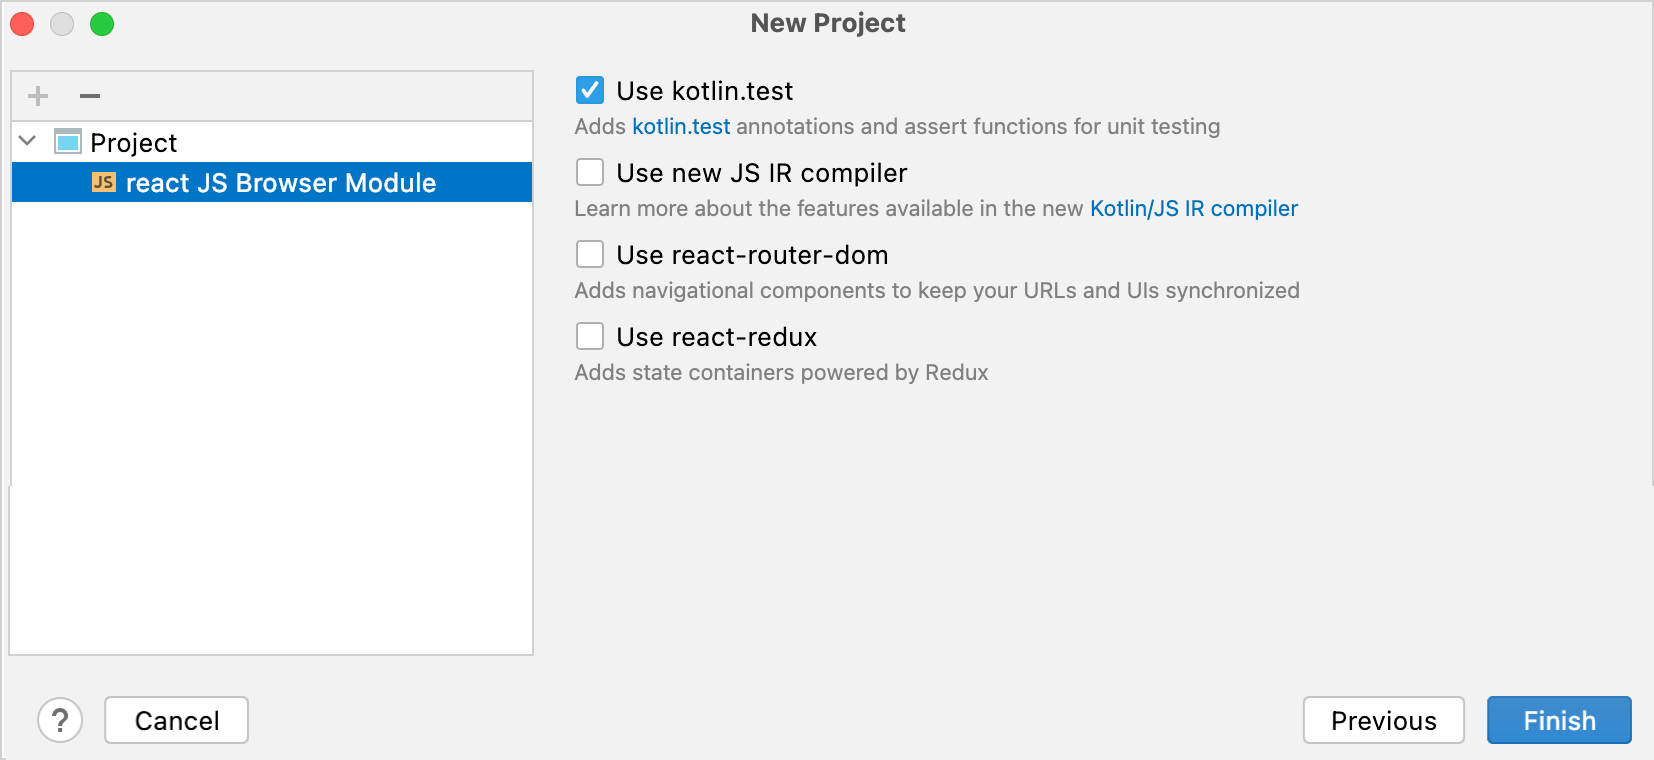 New Project
Project
JS react JS Browser Module
Use kotlin.test
Adds kotlin.test annotations and assert functions for unit testing
Use new JS IR compiler
Learn more about the features available in the new Kotlin/JS IR compiler
Use react-router-dom
Adds navigational components to keep your URLs and UIs synchronized
Use react-redux
Adds state containers powered by Redux
? Cancel Previous Finish